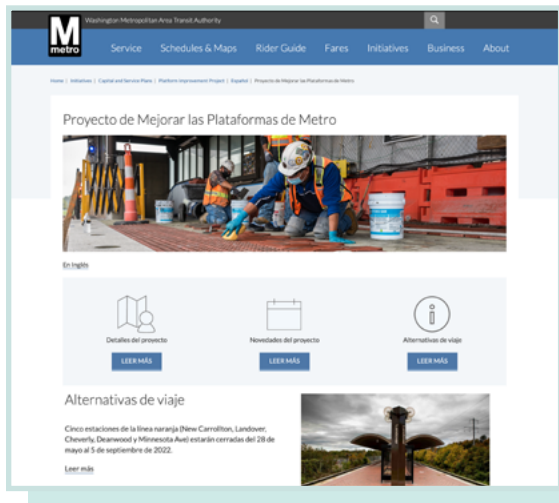 Washington Metropolitan Area Transit Authority
M
metro
Service Schedules & Maps Rider Guide Fares Initiatives Business About
Home | Initiatives | Capital and Service Plans | Platform Improvement Project | Español | Proyecto de Mejorar las Plataformas de Metro
Proyecto de Mejorar las Plataformas de Metro
En Inglés
Detalles del proyecto
LEER MÁS
Novedades del proyecto
LEER MÁS
Alternativas de viaje
LEER MÁS
Alternativas de viaje
Cinco estaciones de la línea naranja (New Carrollton, Landover,
Cheverly, Deanwood y Minnesota Ave) estarán cerradas del 28 de
mayo al 5 de septiembre de 2022.
Leer más